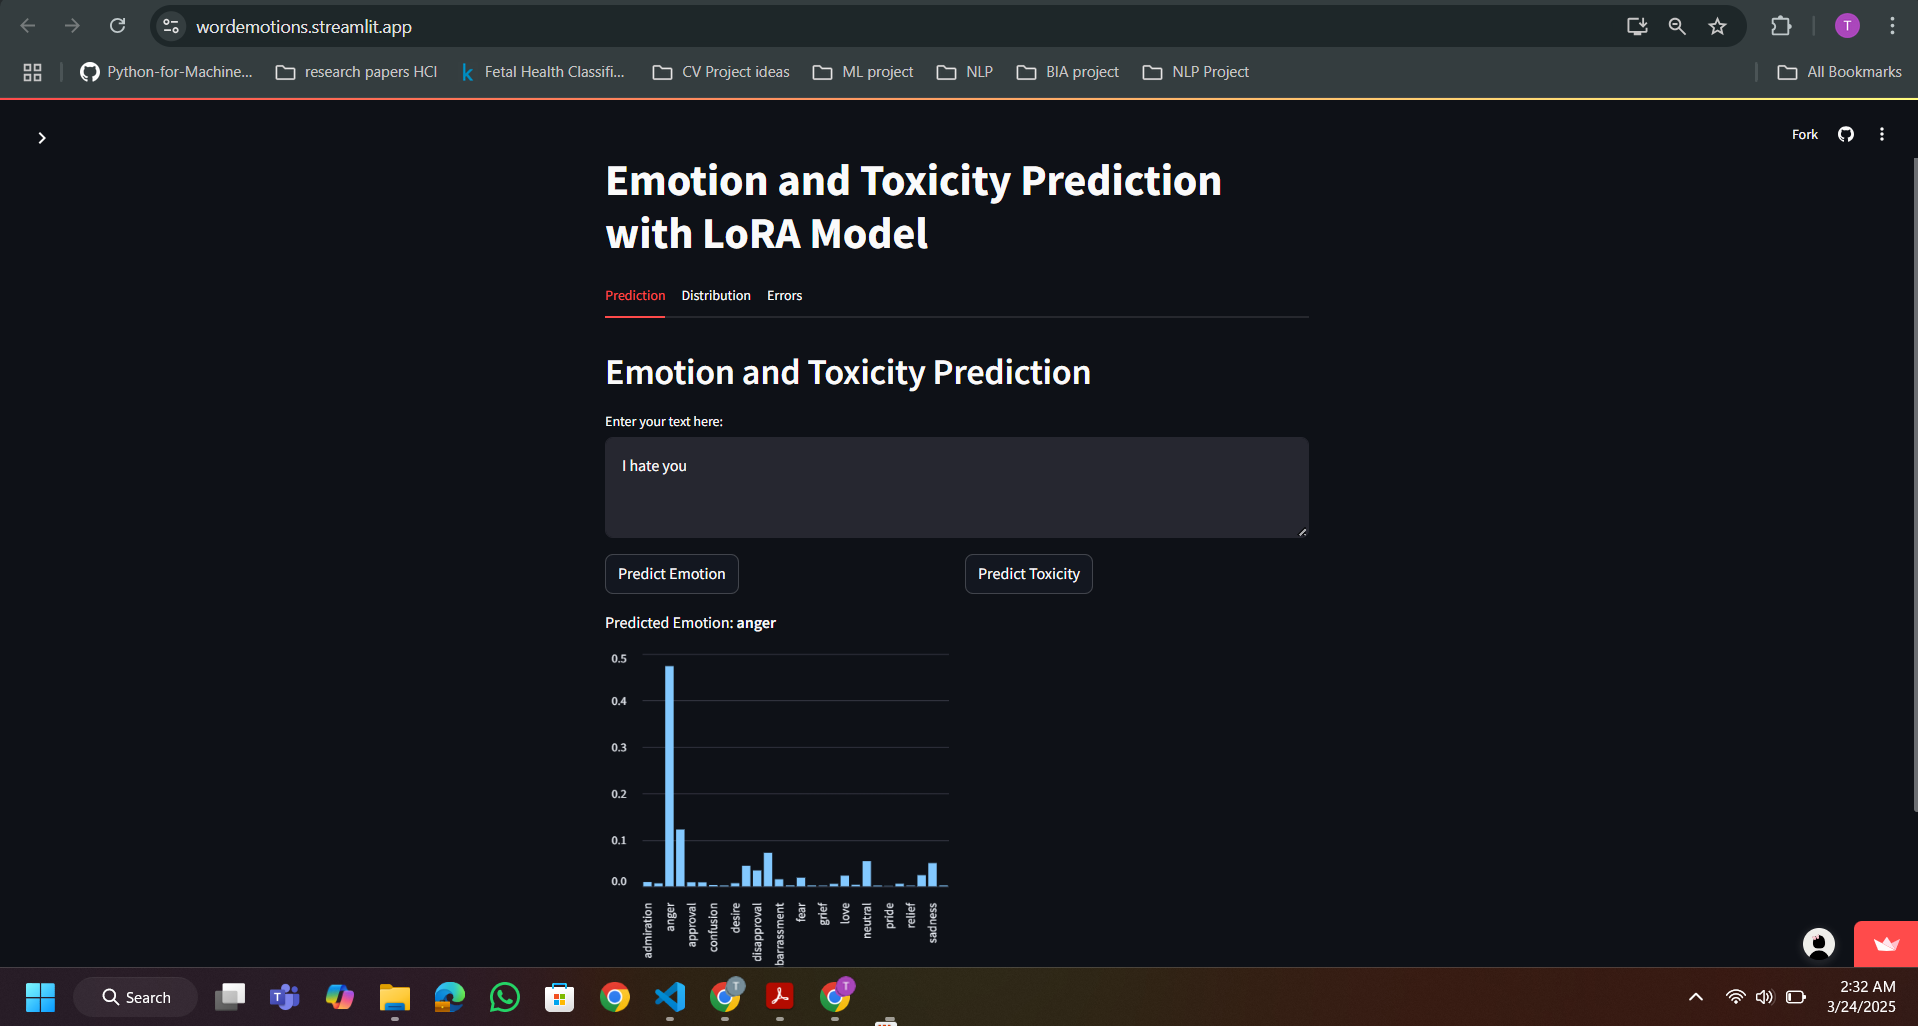 wordemotions.streamlit.app
T
Python-for-Machine...
research papers HCI
Fetal Health Classifi...
CV Project ideas
ML project
NLP
BIA project
NLP Project
All Bookmarks
Fork
Emotion and Toxicity Prediction
with LoRA Model
Prediction Distribution Errors
Emotion and Toxicity Prediction
Enter your text here:
I hate you
Predict Emotion
Predict Toxicity
Predicted Emotion: anger
0.5
0.4
0.3
0.2
0.1
0.0
admiration
anger
approval
confusion
desire
disapproval
barrassment
fear
grief
love
neutral
pride
relief
sadness
Search
T
T
T
2:32 AM
3/24/2025